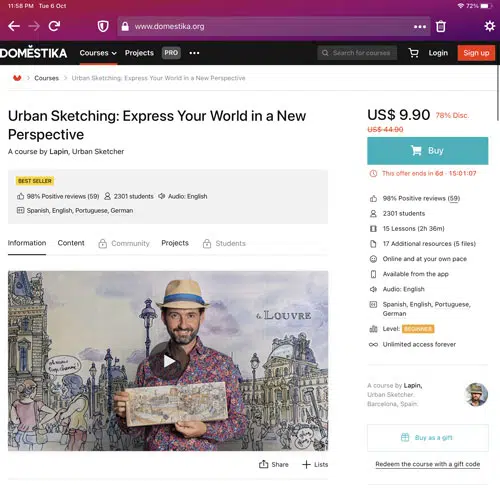 11:58 PM Tue 6 Oct
72%
www.domestika.org
DOMESTIKA
Courses
Projects
PRO
Search for courses
Login
Sign up
Courses
Urban Sketching: Express Your World in a New Perspective
Urban Sketching: Express Your World in a New
Perspective
A course by Lapin, Urban Sketcher
BEST SELLER
98% Positive reviews (59)
2301 students
Audio: English
Spanish, English, Portuguese, German
Information
Content
Community
Projects
Students
LOUVRE
Share
+ Lists
US$ 9.90 78% Disc.
US$ 44.90
Buy
This offer ends in 6d · 15:01:07
98% Positive reviews (59)
2301 students
15 Lessons (2h 36m)
17 Additional resources (5 files)
Online and at your own pace
Available from the app
Audio: English
Spanish, English, Portuguese,
German
Level: BEGINNER
Unlimited access forever
A course by Lapin,
Urban Sketcher.
Barcelona, Spain.
Buy as a gift
Redeem the course with a gift code